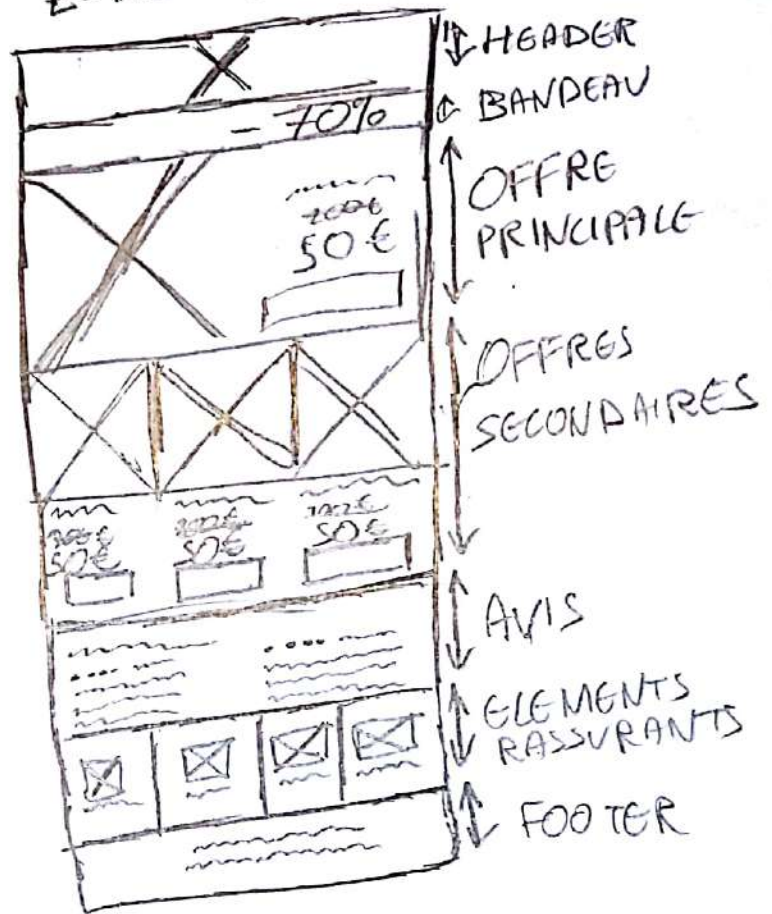 HEADER
BANDEAU
- 70%
OFFRE
PRINCIPALE
50 €
OFFRES
SECONDAIRES
50€
50€
50€
AVIS
ELEMENTS
RASSURANTS
FOOTER